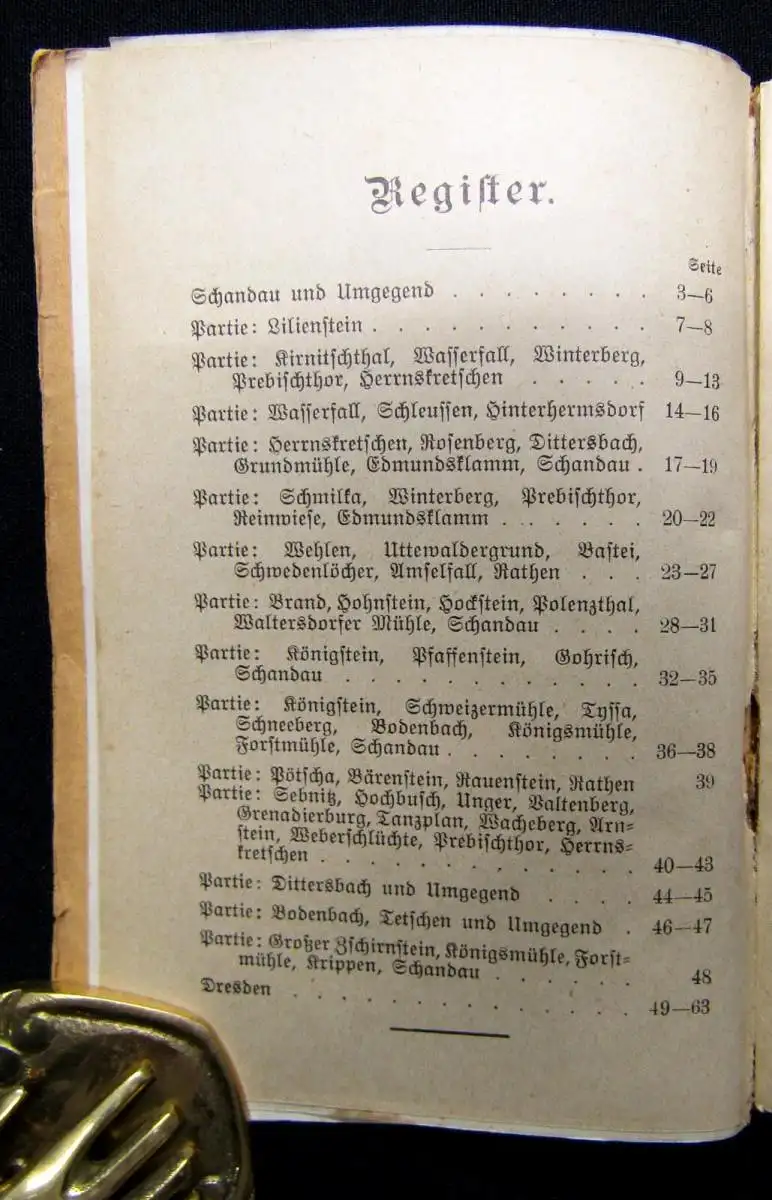 Regiſter.
Seite
Schandau und Umgegend . . . . . . . . 3—6
Partie: Lilienſtein . . . . . . . . . . . . 7—8
Partie: Kirnitſchthal, Waſſerfall, Winterberg,
Prebiſchthor, Herrnskretſchen . . . . . 9—13
Partie: Waſſerfall, Schleuſſen, Hinterhermsdorf 14—16
Partie: Herrnskretſchen, Roſenberg, Dittersbach,
Grundmühle, Edmundsklamm, Schandau . 17—19
Partie: Schmilka, Winterberg, Prebiſchthor,
Reinwieſe, Edmundsklamm . . . . . . 20—22
Partie: Wehlen, Uttewaldergrund, Baſtei,
Schwedenlöcher, Amſelfall, Rathen . . . 23—27
Partie: Brand, Hohnſtein, Hockſtein, Polenzthal,
Waltersdorfer Mühle, Schandau . . . . 28—31
Partie: Königſtein, Pfaffenſtein, Gohriſch,
Schandau . . . . . . . . . . . . 32—35
Partie: Königſtein, Schweizermühle, Tyſſa,
Schneeberg, Bodenbach, Königsmühle,
Forſtmühle, Schandau . . . . . . . . 36—38
Partie: Pötſcha, Bärenſtein, Rauenſtein, Rathen 39
Partie: Sebnitz, Hochbuſch, Unger, Valtenberg,
Grenadierburg, Tanzplan, Wacheberg, Arn-
ſtein, Weberſchlüchte, Prebiſchthor, Herrns-
kretſchen . . . . . . . . . . . . 40—43
Partie: Dittersbach und Umgegend . . . . 44—45
Partie: Bodenbach, Tetſchen und Umgegend . 46—47
Partie: Großer Zſchirnſtein, Königsmühle, Forſt-
mühle, Krippen, Schandau . . . . . . 48
Dresden . . . . . . . . . . . . . 49—63